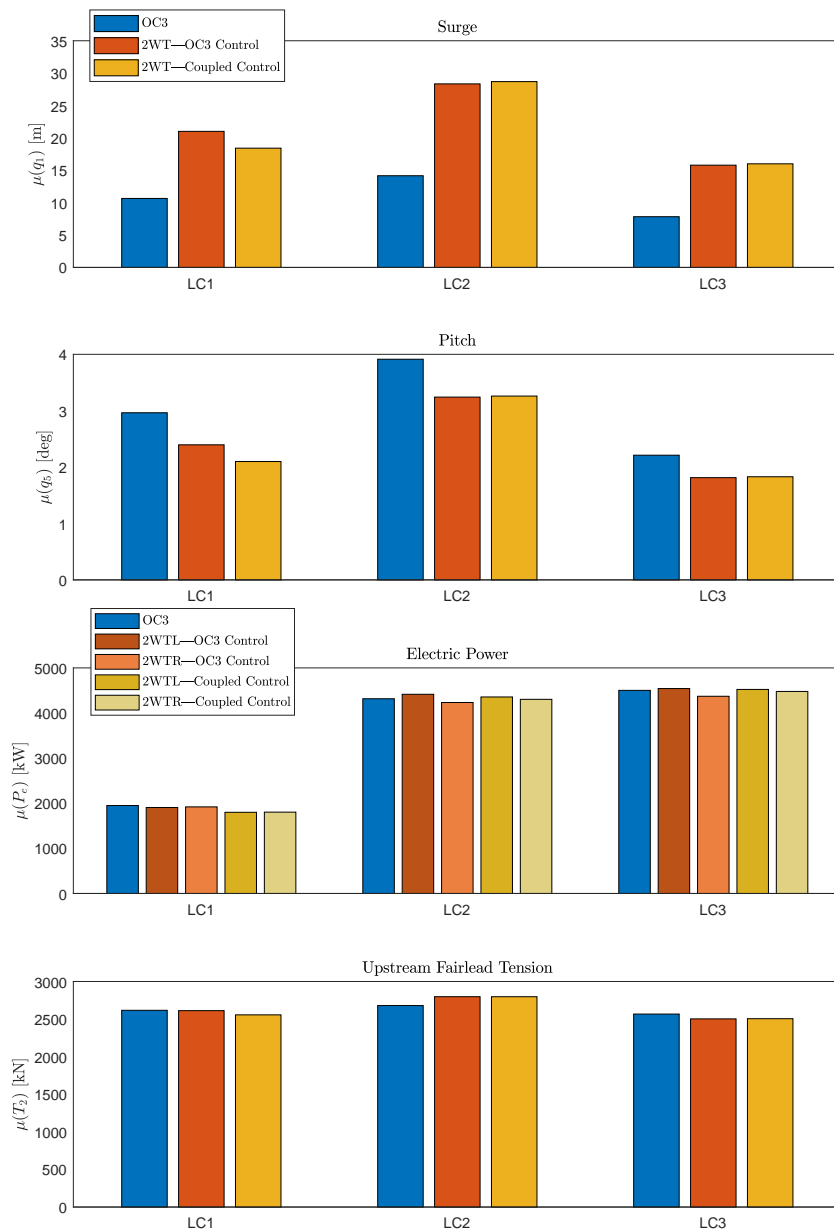 OC3
2WT—OC3 Control
2WT—Coupled Control
Surge
35
30
25
20
15
10
5
0
μ(q₁) [m]
LC1 LC2 LC3
Pitch
4
3
2
1
0
μ(q₅) [deg]
LC1 LC2 LC3
OC3
2WTL—OC3 Control
2WTR—OC3 Control
2WTL—Coupled Control
2WTR—Coupled Control
Electric Power
5000
4000
3000
2000
1000
0
μ(Pₑ) [kW]
LC1 LC2 LC3
Upstream Fairlead Tension
3000
2500
2000
1500
1000
500
0
μ(T₂) [kN]
LC1 LC2 LC3